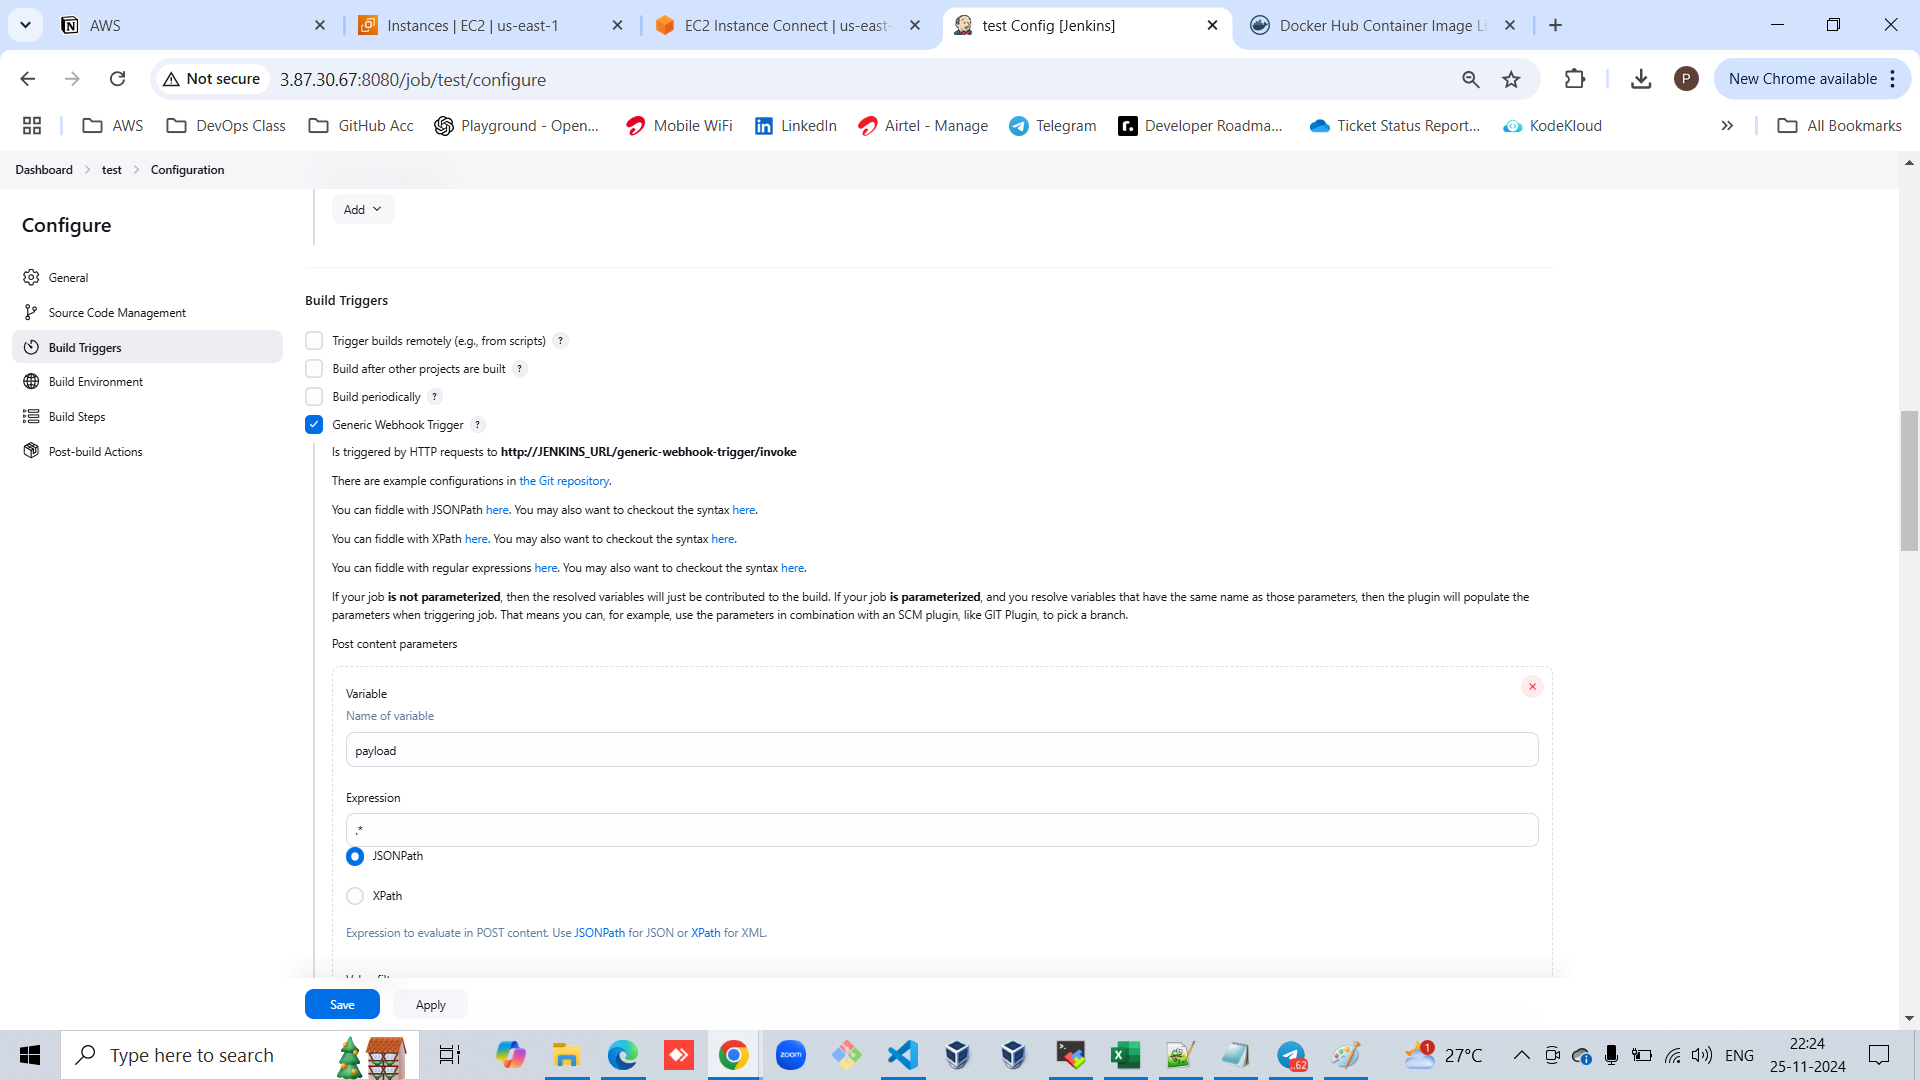 AWS
Instances | EC2 | us-east-1
EC2 Instance Connect | us-east-
test Config [Jenkins]
Docker Hub Container Image Li
Not secure
3.87.30.67:8080/job/test/configure
P
New Chrome available
AWS
DevOps Class
GitHub Acc
Playground - Open...
Mobile WiFi
LinkedIn
Airtel - Manage
Telegram
Developer Roadma...
Ticket Status Report...
KodeKloud
All Bookmarks
Dashboard
test
Configuration
Configure
General
Source Code Management
Build Triggers
Build Environment
Build Steps
Post-build Actions
Add
Build Triggers
Trigger builds remotely (e.g., from scripts) ?
Build after other projects are built ?
Build periodically ?
Generic Webhook Trigger ?
Is triggered by HTTP requests to http://JENKINS_URL/generic-webhook-trigger/invoke
There are example configurations in the Git repository.
You can fiddle with JSONPath here. You may also want to checkout the syntax here.
You can fiddle with XPath here. You may also want to checkout the syntax here.
You can fiddle with regular expressions here. You may also want to checkout the syntax here.
If your job is not parameterized, then the resolved variables will just be contributed to the build. If your job is parameterized, and you resolve variables that have the same name as those parameters, then the plugin will populate the
parameters when triggering job. That means you can, for example, use the parameters in combination with an SCM plugin, like GIT Plugin, to pick a branch.
Post content parameters
Variable
Name of variable
payload
Expression
.*
JSONPath
XPath
Expression to evaluate in POST content. Use JSONPath for JSON or XPath for XML.
Save
Apply
Type here to search
zoom
62
1
27°C
ENG
22:24
25-11-2024